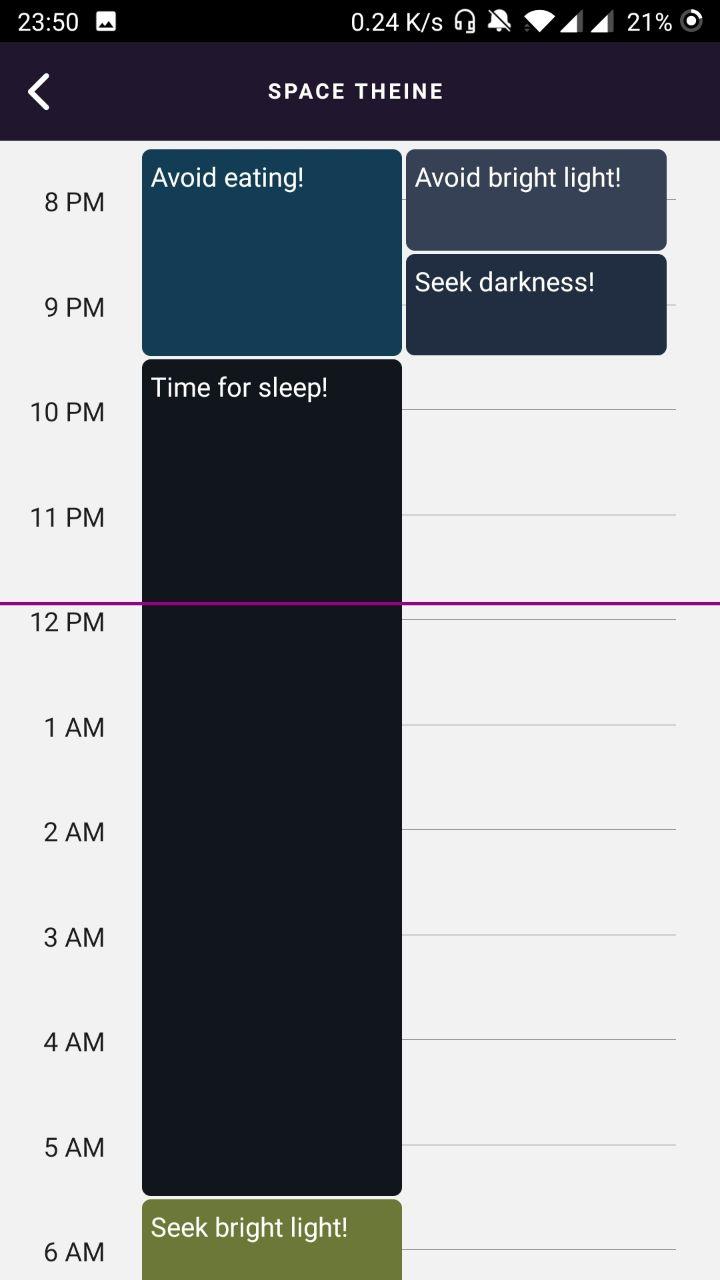 23:50 0.24 K/s 21%
SPACE THEINE
Avoid eating! Avoid bright light!
8 PM
Seek darkness!
9 PM
Time for sleep!
10 PM
11 PM
12 PM
1 AM
2 AM
3 AM
4 AM
5 AM
Seek bright light!
6 AM